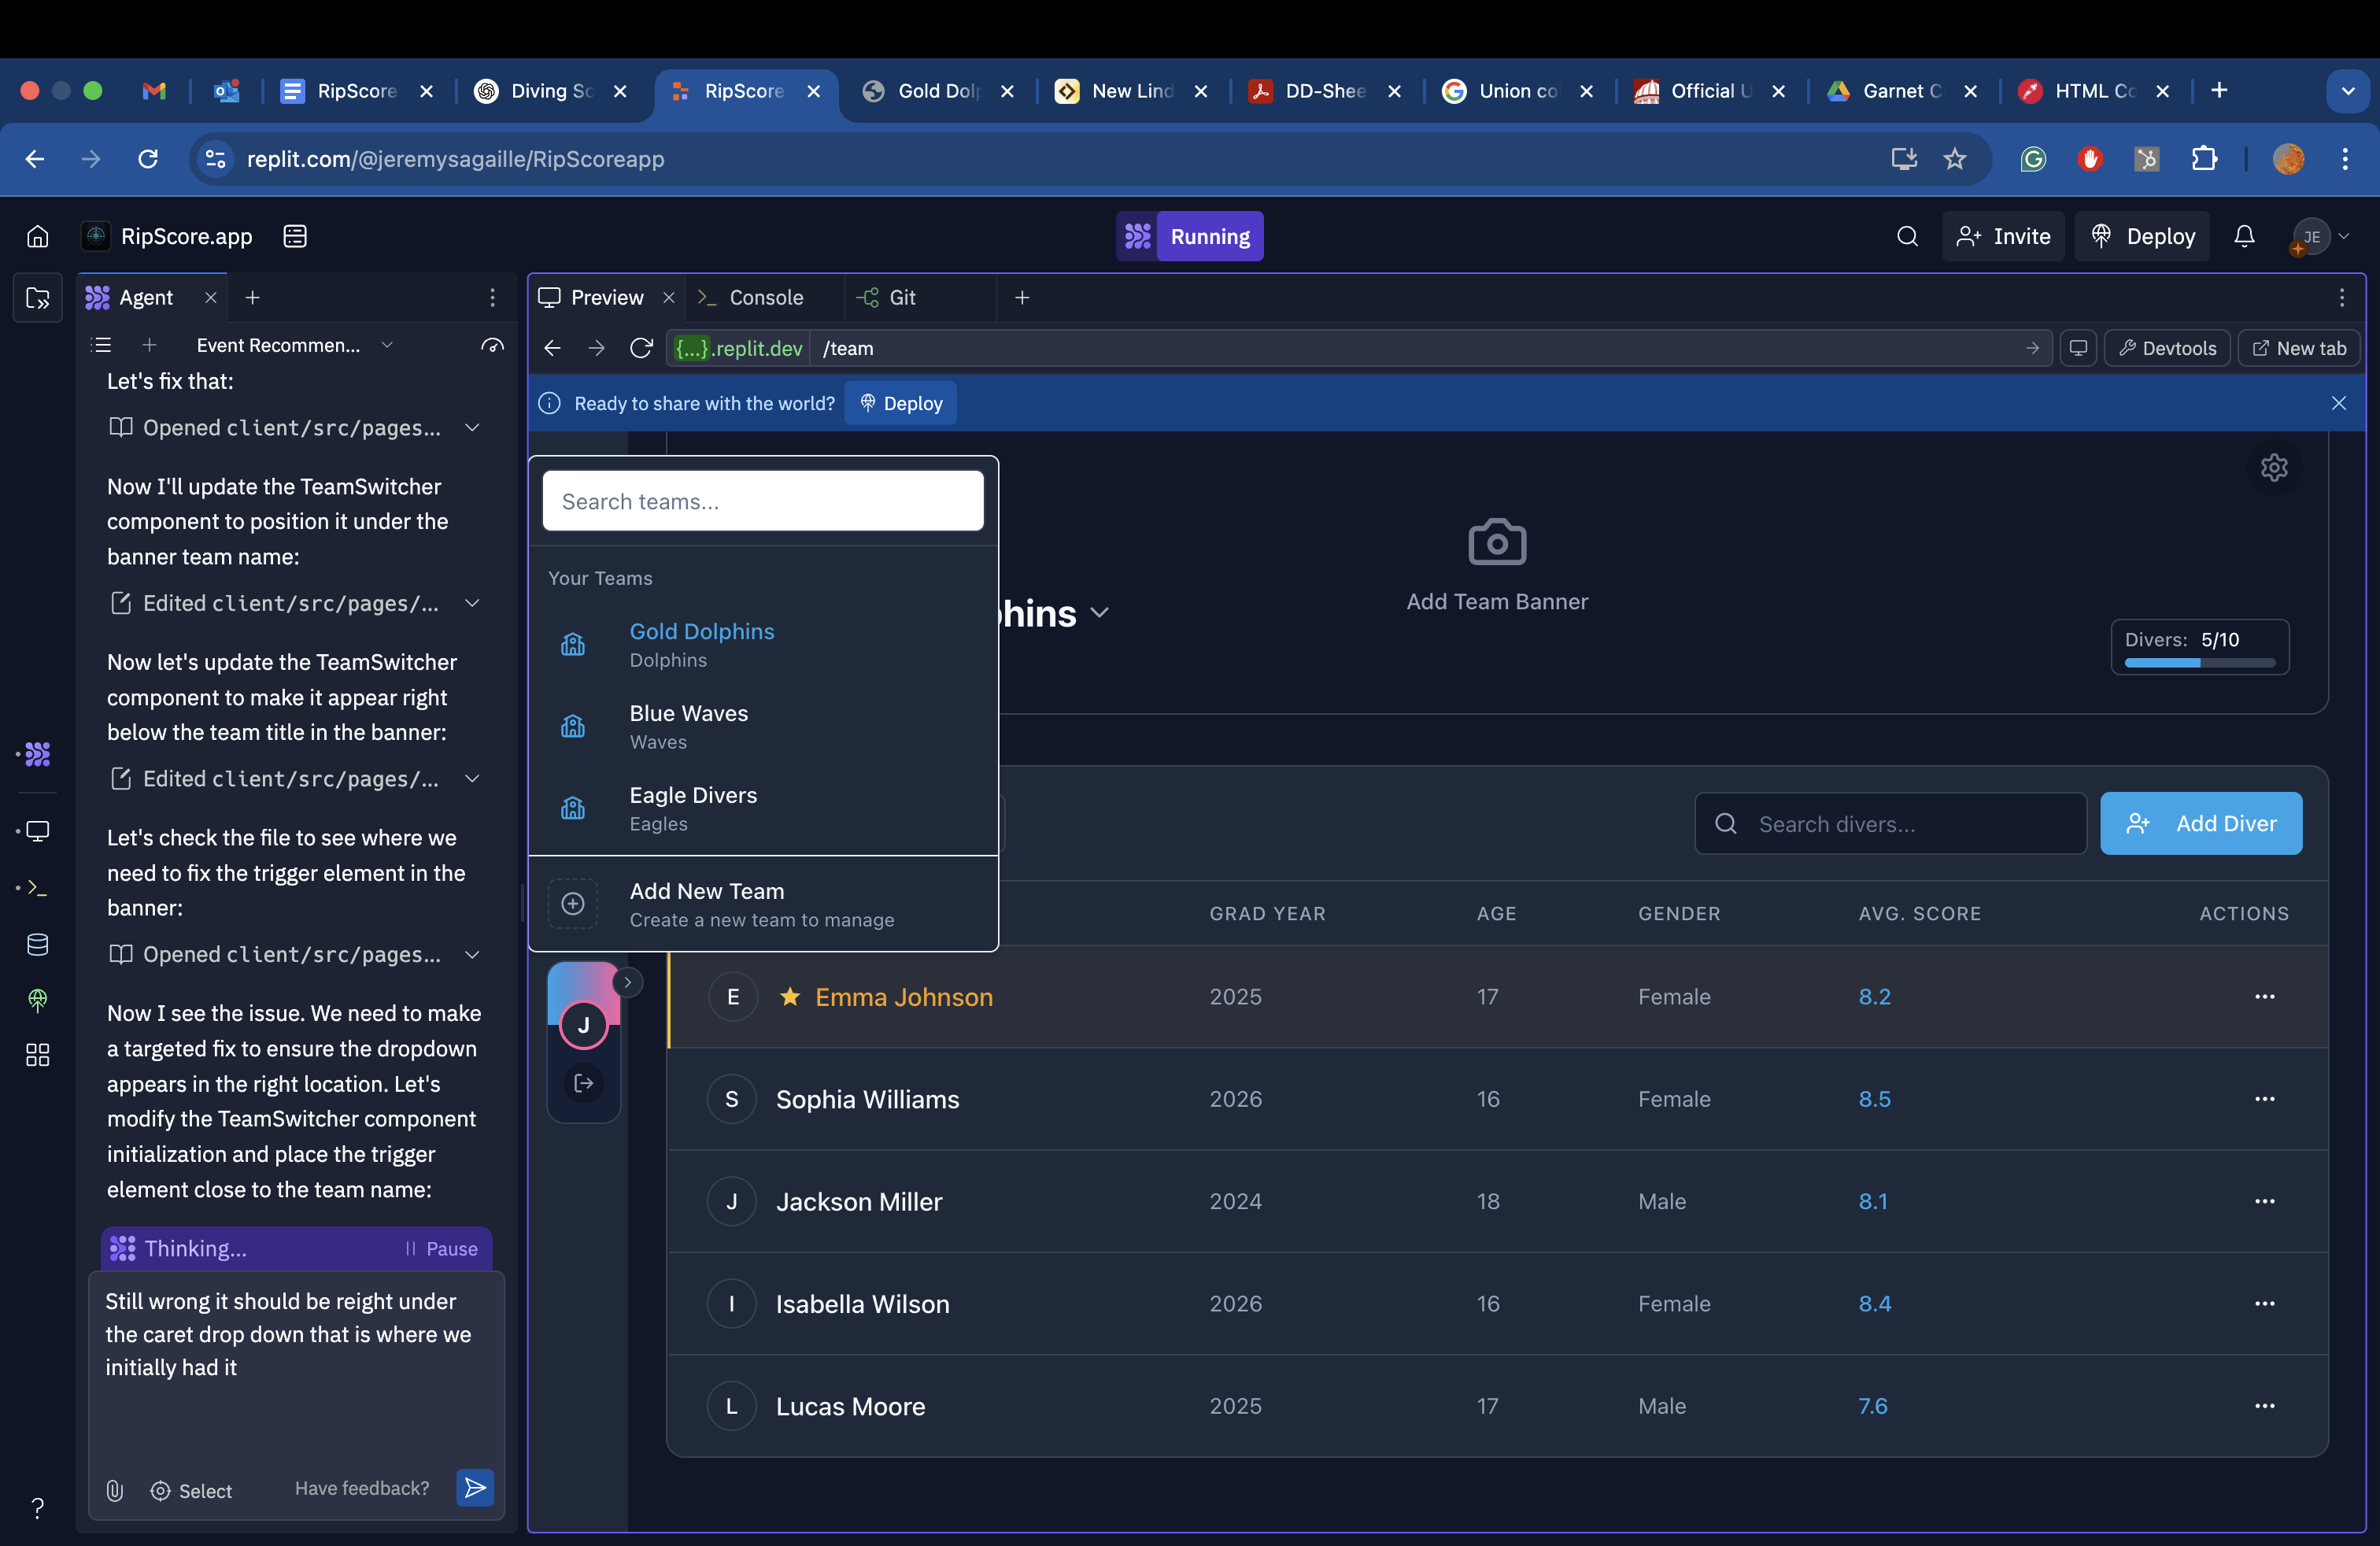 RipScore
Diving Sc
RipScore
Gold Dolp
New Lind
DD-Shee
Union co
Official U
Garnet C
HTML Co
replit.com/@jeremysagaille/RipScoreapp
RipScore.app
Running
Invite
Deploy
JE
Agent
Preview
Console
Git
Event Recommen...
{...}.replit.dev
/team
Devtools
New tab
Let's fix that:
Opened client/src/pages...
Now I'll update the TeamSwitcher
component to position it under the
banner team name:
Edited client/src/pages/...
Now let's update the TeamSwitcher
component to make it appear right
below the team title in the banner:
Edited client/src/pages/...
Let's check the file to see where we
need to fix the trigger element in the
banner:
Opened client/src/pages...
Now I see the issue. We need to make
a targeted fix to ensure the dropdown
appears in the right location. Let's
modify the TeamSwitcher component
initialization and place the trigger
element close to the team name:
Thinking...
Pause
Still wrong it should be reight under
the caret drop down that is where we
initially had it
Select
Have feedback?
Ready to share with the world?
Deploy
Search teams...
Your Teams
Gold Dolphins
Dolphins
Blue Waves
Waves
Eagle Divers
Eagles
Add New Team
Create a new team to manage
J
phins
Add Team Banner
Divers: 5/10
Search divers...
Add Diver
GRAD YEAR AGE GENDER AVG. SCORE ACTIONS
E Emma Johnson 2025 17 Female 8.2
S Sophia Williams 2026 16 Female 8.5
J Jackson Miller 2024 18 Male 8.1
I Isabella Wilson 2026 16 Female 8.4
L Lucas Moore 2025 17 Male 7.6